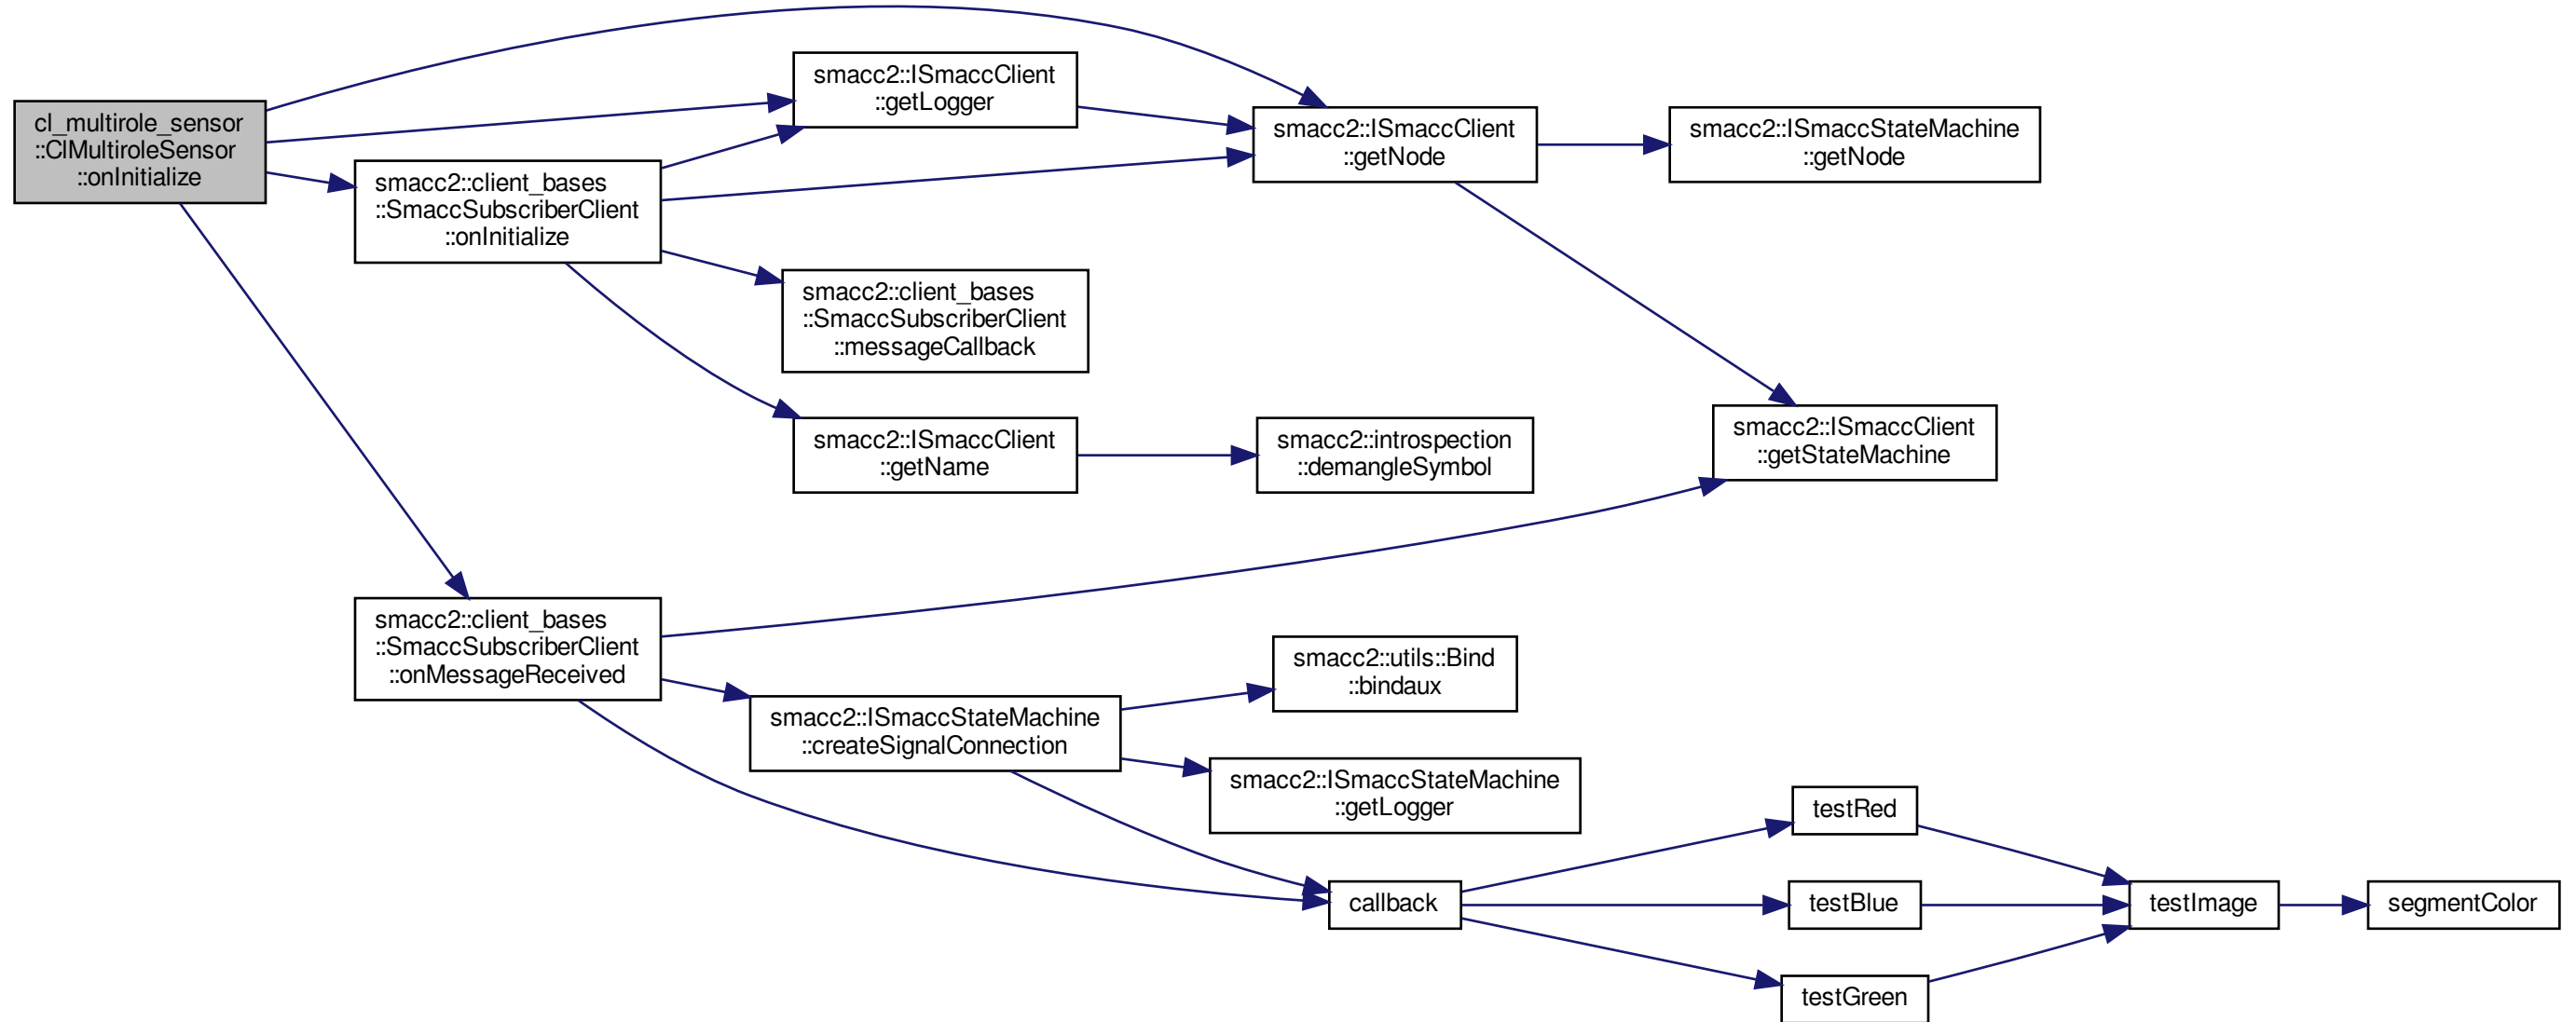 cl_multirole_sensor
::ClMultiroleSensor
::onInitialize
smacc2::ISmaccClient
::getLogger
smacc2::ISmaccClient
::getNode
smacc2::ISmaccStateMachine
::getNode
smacc2::client_bases
::SmaccSubscriberClient
::onInitialize
smacc2::client_bases
::SmaccSubscriberClient
::messageCallback
smacc2::ISmaccClient
::getName
smacc2::introspection
::demangleSymbol
smacc2::ISmaccClient
::getStateMachine
smacc2::client_bases
::SmaccSubscriberClient
::onMessageReceived
smacc2::ISmaccStateMachine
::createSignalConnection
smacc2::utils::Bind
::bindaux
smacc2::ISmaccStateMachine
::getLogger
callback
testRed
testBlue
testGreen
testImage
segmentColor